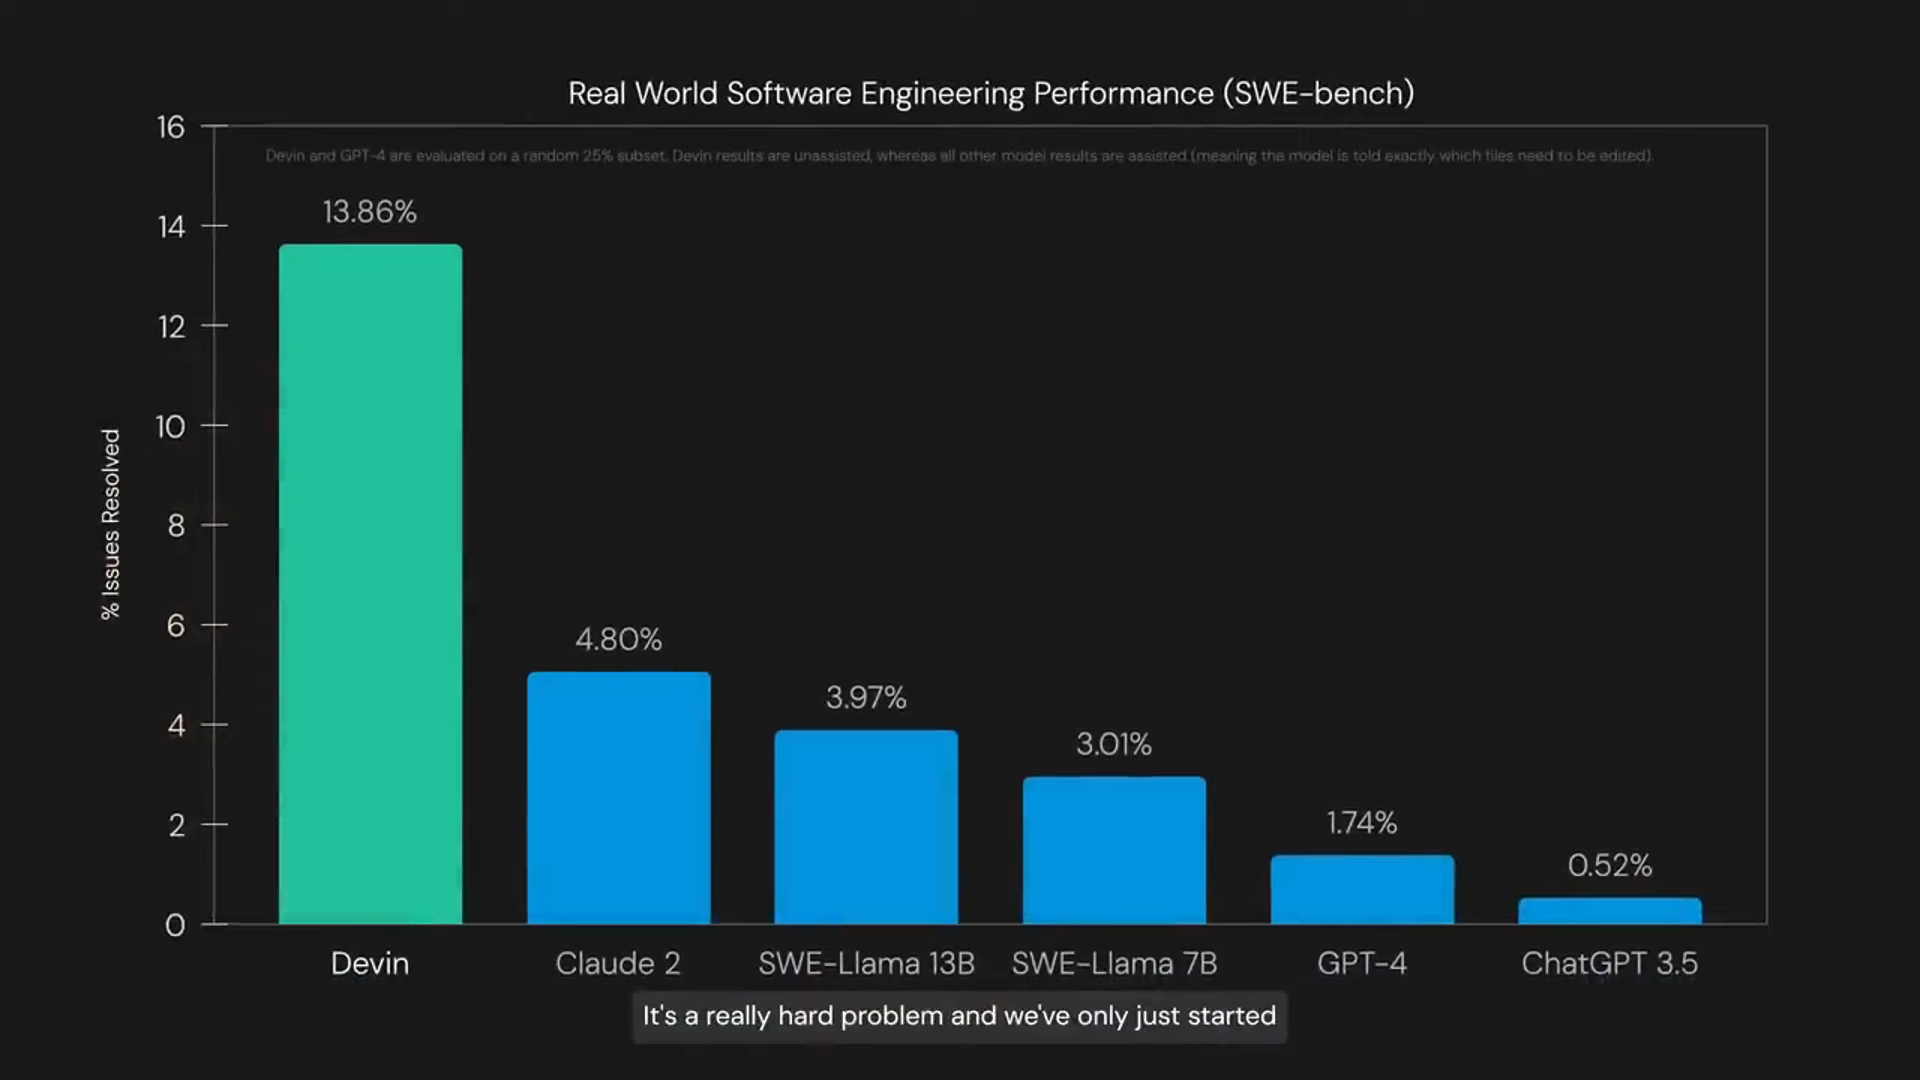 Real World Software Engineering Performance (SWE-bench)
16
Devin and GPT-4 are evaluated on a random 25% subset. Devin results are unassisted, whereas all other model results are assisted (meaning the model is told exactly which files need to be edited).
13.86%
14
12
10
% Issues Resolved
8
6
4.80%
3.97%
4
3.01%
2
1.74%
0.52%
0
Devin
Claude 2
SWE-Llama 13B
SWE-Llama 7B
GPT-4
ChatGPT 3.5
It's a really hard problem and we've only just started